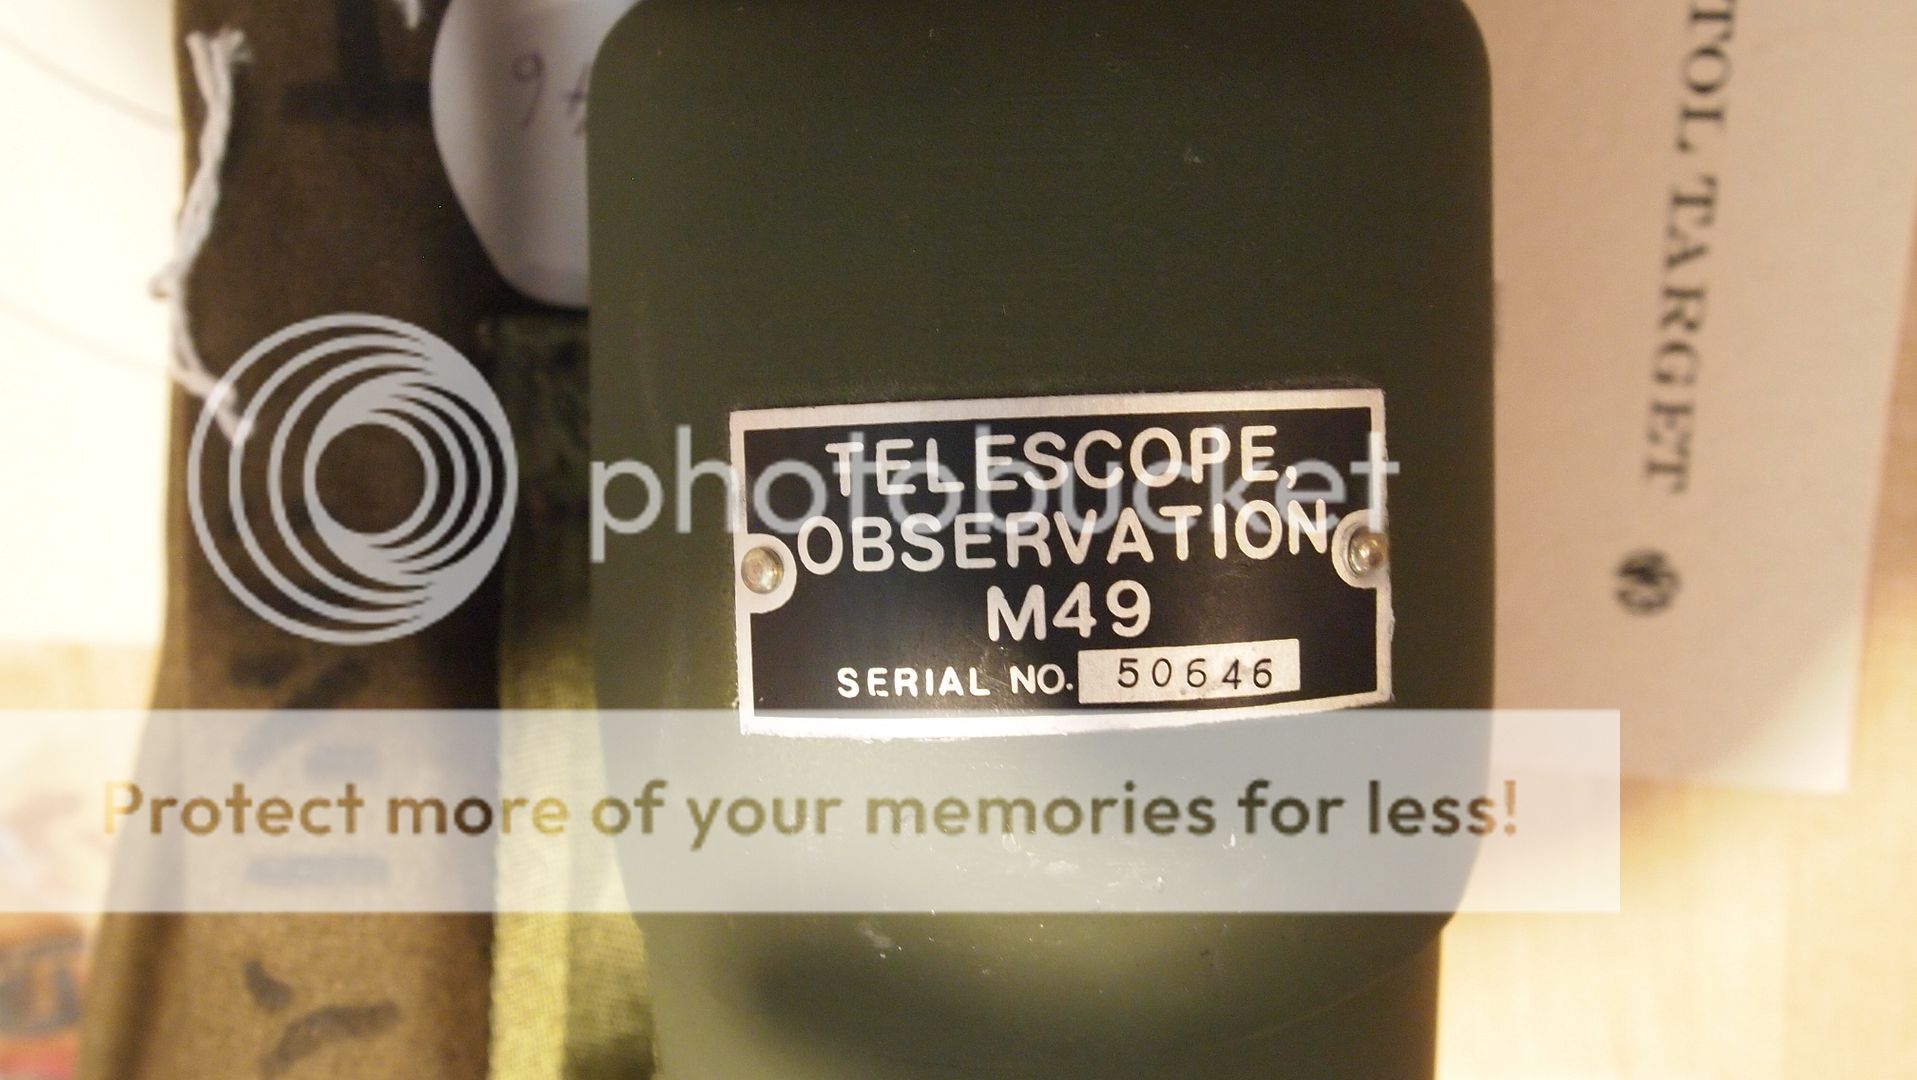 TELESCOPE,
OBSERVATION
M49
SERIAL NO. 50646
TOL TARGET
photobucket
Protect more of your memories for less!